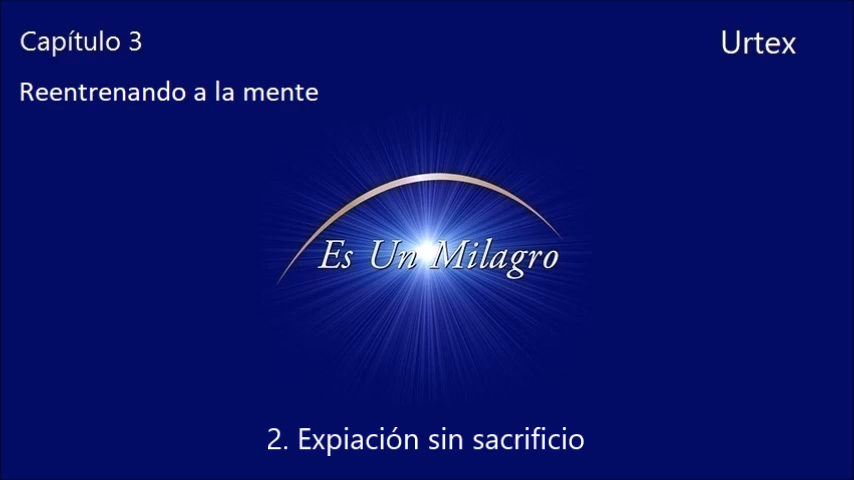 Capítulo 3
Urtex
Reentrenando a la mente
Es Un Milagro
2. Expiación sin sacrificio